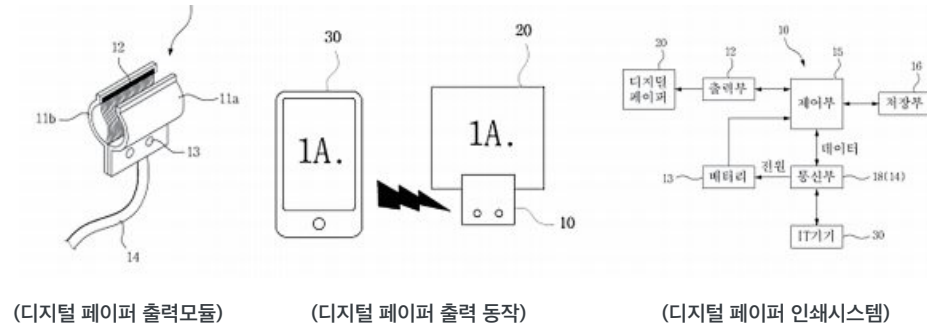 12
11a
11b
13
14
(디지털 페이퍼 출력모듈)
30
20
1A.
1A.
10
(디지털 페이퍼 출력 동작)
10
20
12
15
16
디지털
페이퍼
출력부
제어부
저장부
데이터
전원
13
배터리
통신부
18(14)
IT기기
30
(디지털 페이퍼 인쇄시스템)